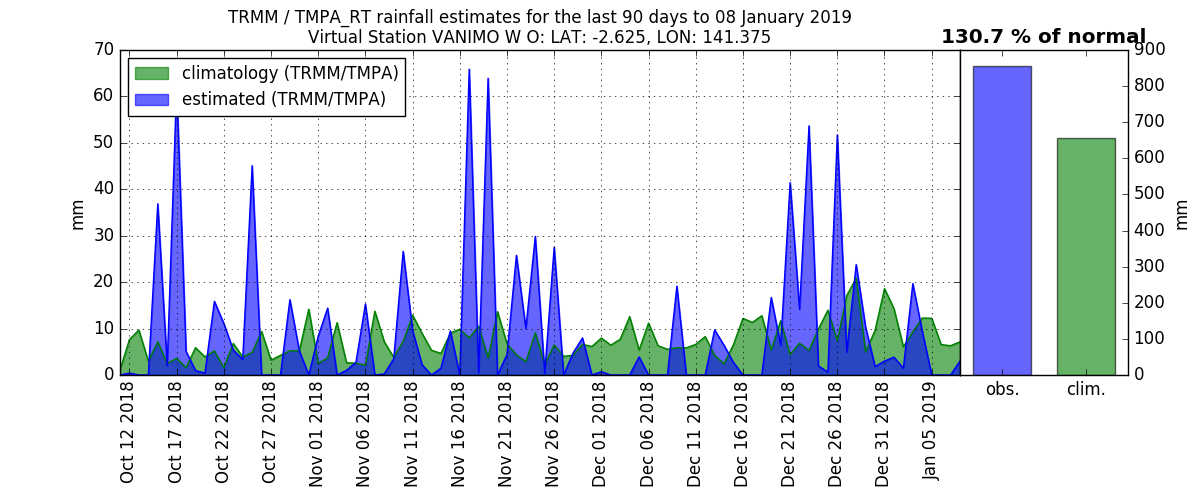 TRMM / TMPA_RT rainfall estimates for the last 90 days to 08 January 2019
Virtual Station VANIMO W O: LAT: -2.625, LON: 141.375
130.7 % of normal
climatology (TRMM/TMPA)
estimated (TRMM/TMPA)
70
60
50
40
30
20
10
0
mm
Oct 12 2018
Oct 17 2018
Oct 22 2018
Oct 27 2018
Nov 01 2018
Nov 06 2018
Nov 11 2018
Nov 16 2018
Nov 21 2018
Nov 26 2018
Dec 01 2018
Dec 06 2018
Dec 11 2018
Dec 16 2018
Dec 21 2018
Dec 26 2018
Dec 31 2018
Jan 05 2019
obs.
clim.
900
800
700
600
500
400
300
200
100
0
mm